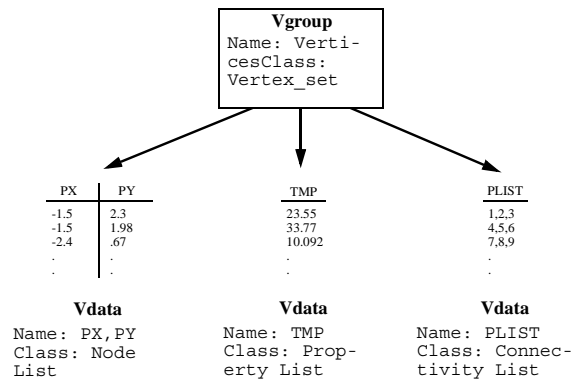 Vgroup
Name: Verti-
cesClass:
Vertex_set
PX PY
-1.5 2.3
-1.5 1.98
-2.4 .67
. .
. .
Vdata
Name: PX,PY
Class: Node
List
TMP
23.55
33.77
10.092
.
.
Vdata
Name: TMP
Class: Prop-
erty List
PLIST
1,2,3
4,5,6
7,8,9
.
.
Vdata
Name: PLIST
Class: Connec-
tivity List